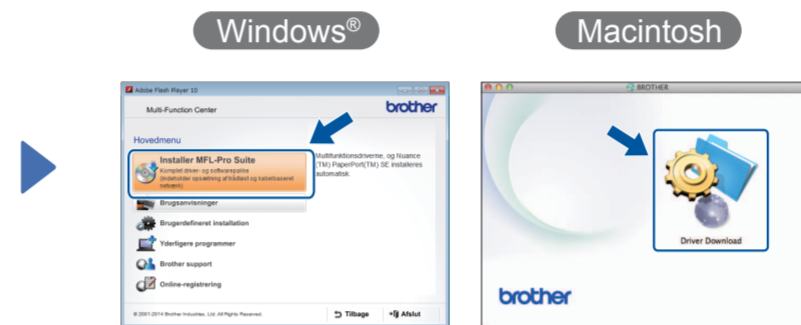 Windows®
Macintosh
Adobe Flash Player 10
Multi-Function Center
brother
Hovedmenu
Installer MFL-Pro Suite
Komplet driver- og softwarepakke
(indeholder opsætning af trådløst og kabelbaseret
netværk)
Multifunktionsdriverne, og Nuance
(TM) PaperPort(TM) SE installeres
automatisk.
Brugsanvisninger
Brugerdefineret installation
Yderligere programmer
Brother support
Online-registrering
© 2001-2014 Brother Industries, Ltd. All Rights Reserved.
Tilbage
Afslut
BROTHER
Driver Download
brother